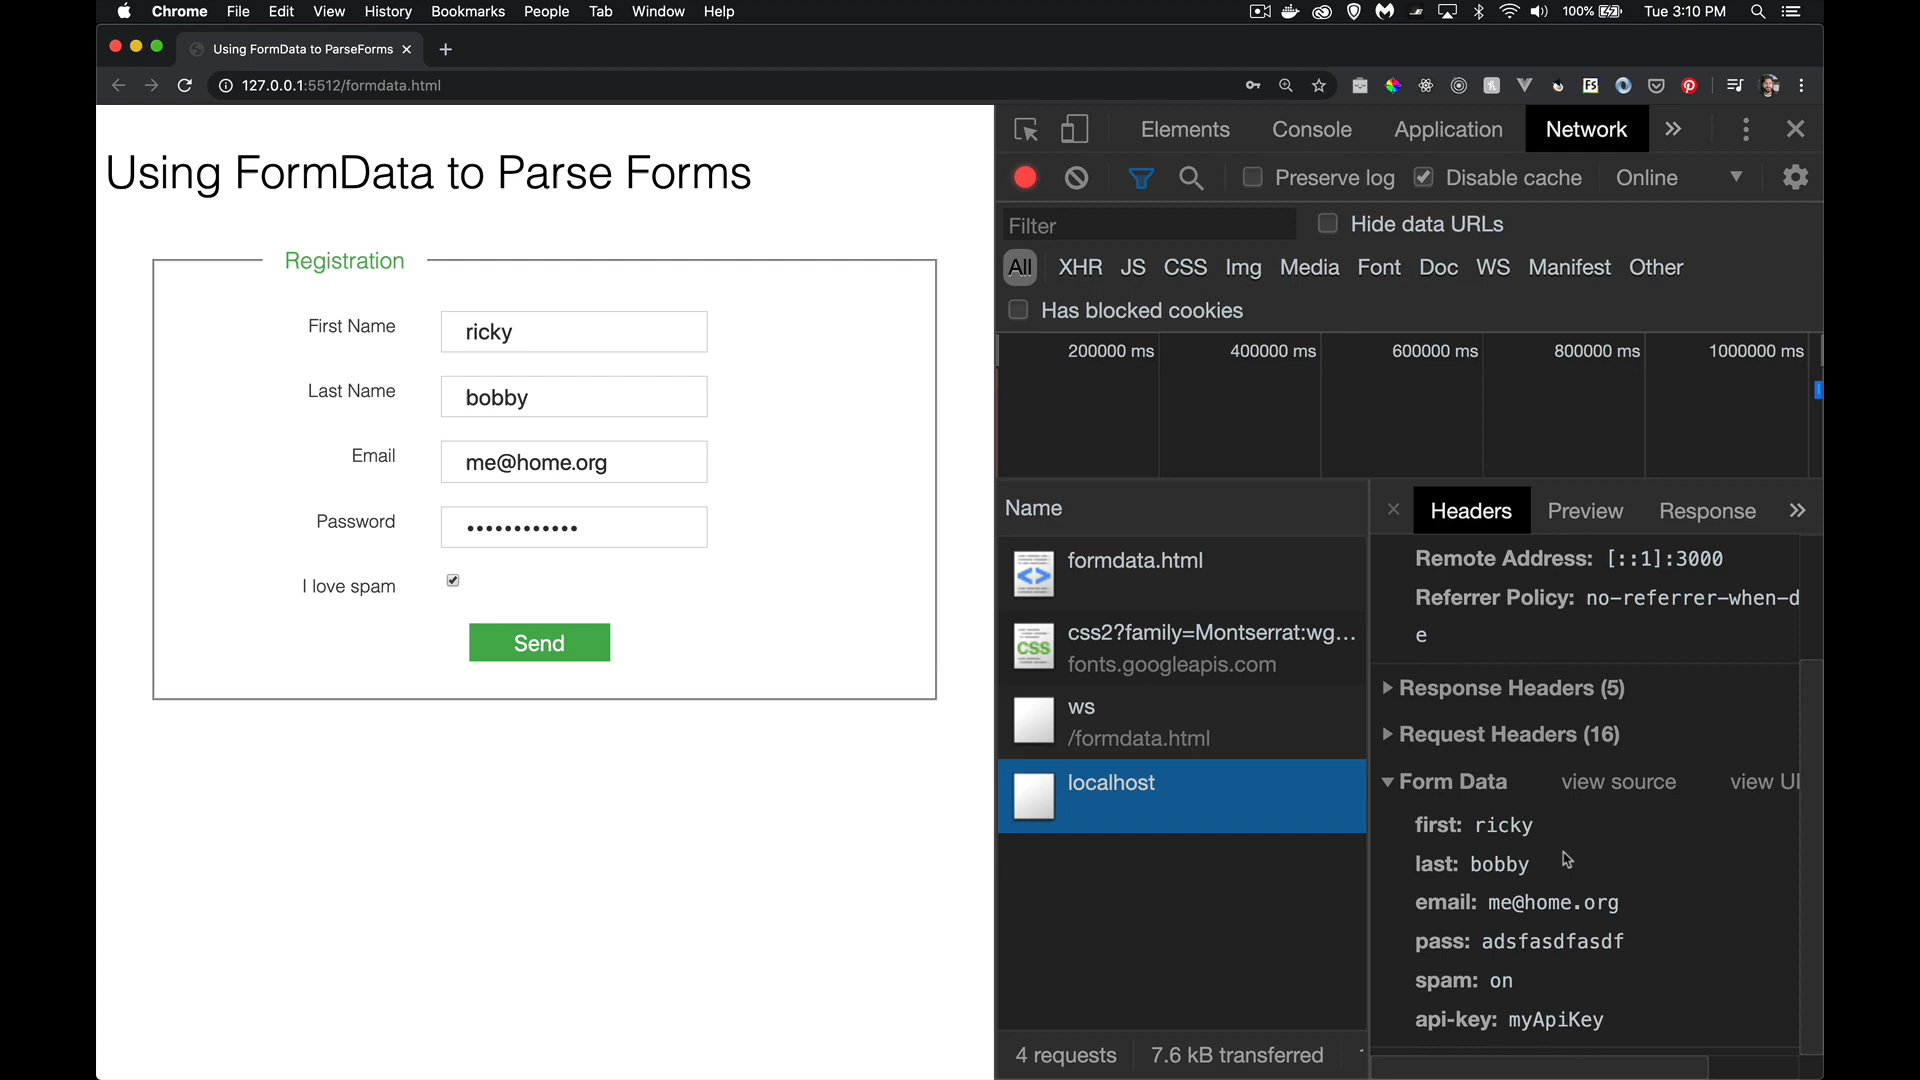 Chrome File Edit View History Bookmarks People Tab Window Help 100% Tue 3:10 PM
Using FormData to ParseForms
127.0.0.1:5512/formdata.html
Using FormData to Parse Forms
Registration
First Name ricky
Last Name bobby
Email me@home.org
Password ••••••••••••
I love spam
Send
Elements Console Application Network
Preserve log Disable cache Online
Filter Hide data URLs
All XHR JS CSS Img Media Font Doc WS Manifest Other
Has blocked cookies
200000 ms 400000 ms 600000 ms 800000 ms 1000000 ms
Name
formdata.html
css2?family=Montserrat:wg...
fonts.googleapis.com
CSS
ws
/formdata.html
localhost
4 requests 7.6 kB transferred
Headers Preview Response
Remote Address: [::1]:3000
Referrer Policy: no-referrer-when-d
e
Response Headers (5)
Request Headers (16)
Form Data view source view U
first: ricky
last: bobby
email: me@home.org
pass: adsfasdfasdf
spam: on
api-key: myApiKey